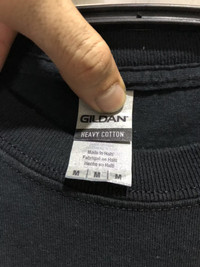 GILDAN
HEAVY COTTON
Made in Haiti
Fabriqué en Haïti
Hecho en Haití
M M M